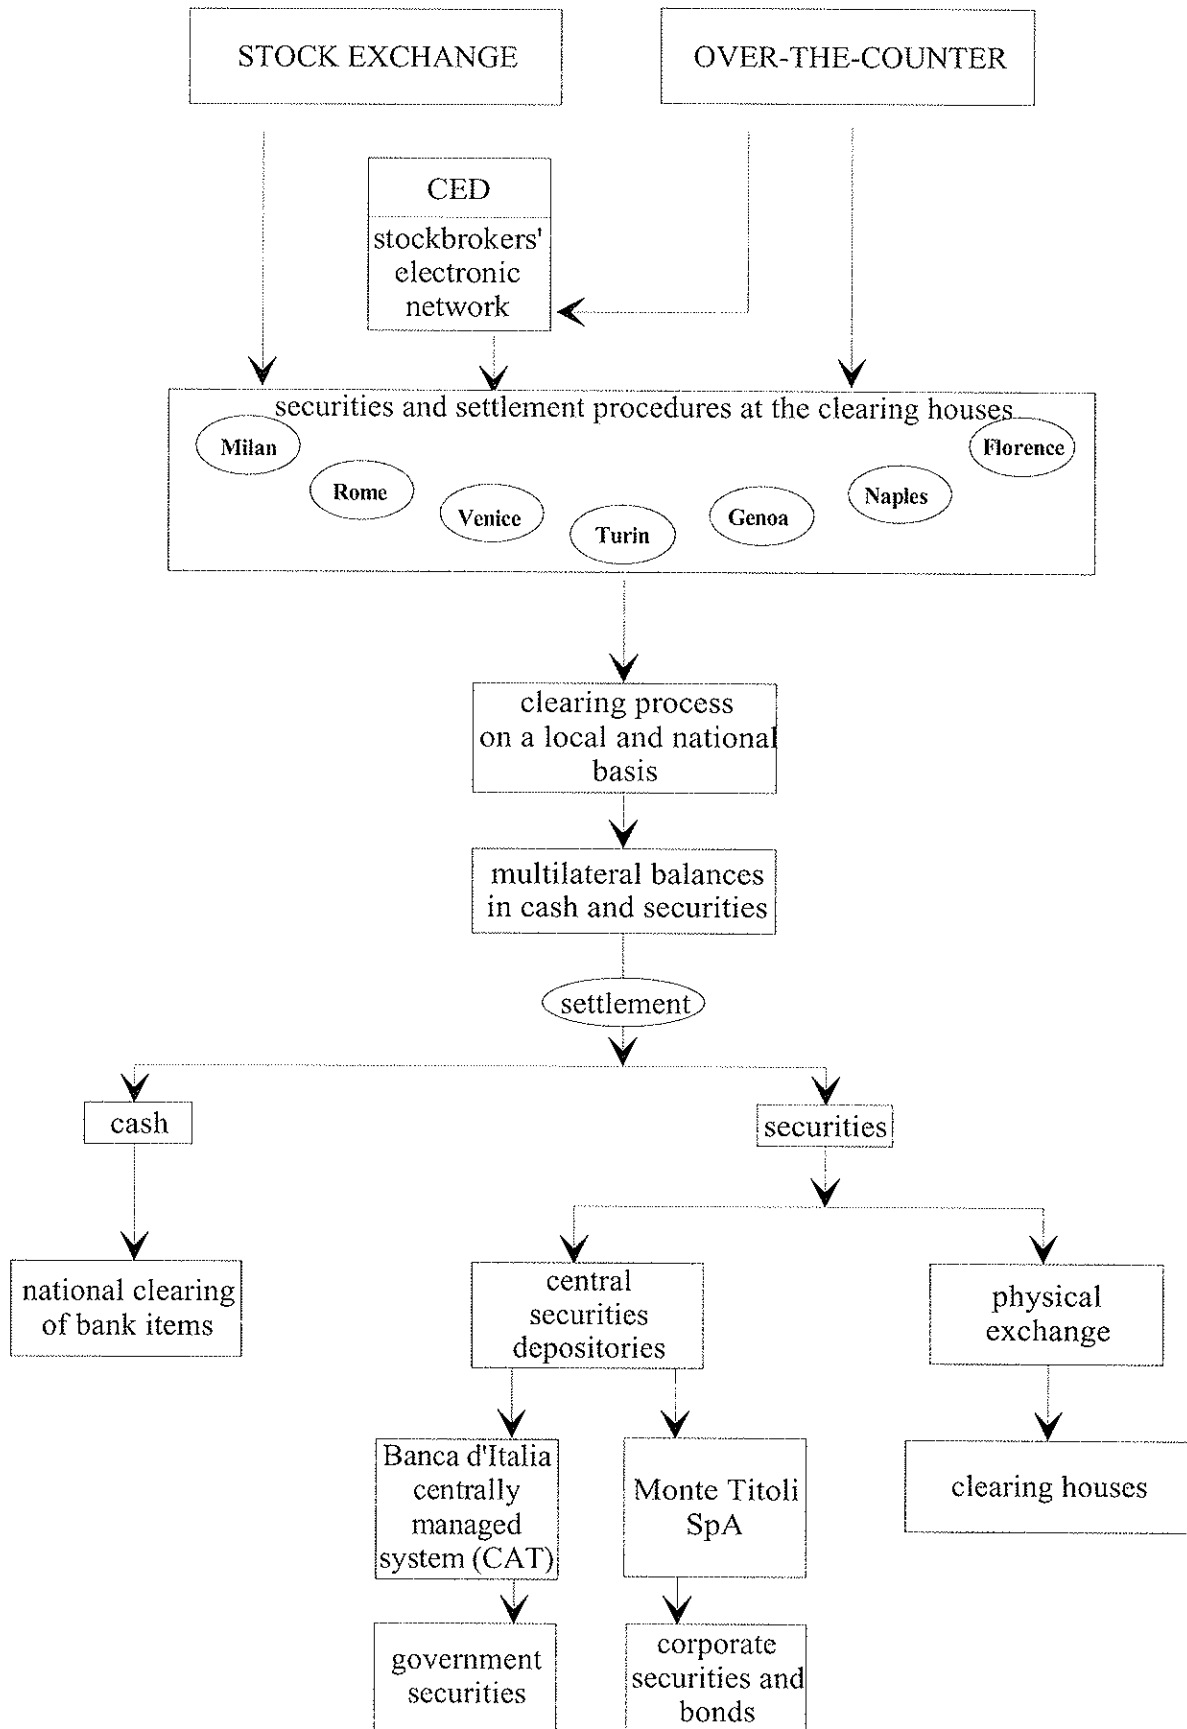 STOCK EXCHANGE
OVER-THE-COUNTER
CED
stockbrokers'
electronic
network
securities and settlement procedures at the clearing houses
Milan
Rome
Venice
Turin
Genoa
Naples
Florence
clearing process
on a local and national
basis
multilateral balances
in cash and securities
settlement
cash
securities
national clearing
of bank items
central
securities
depositories
physical
exchange
Banca d'Italia
centrally
managed
system (CAT)
Monte Titoli
SpA
clearing houses
government
securities
corporate
securities and
bonds